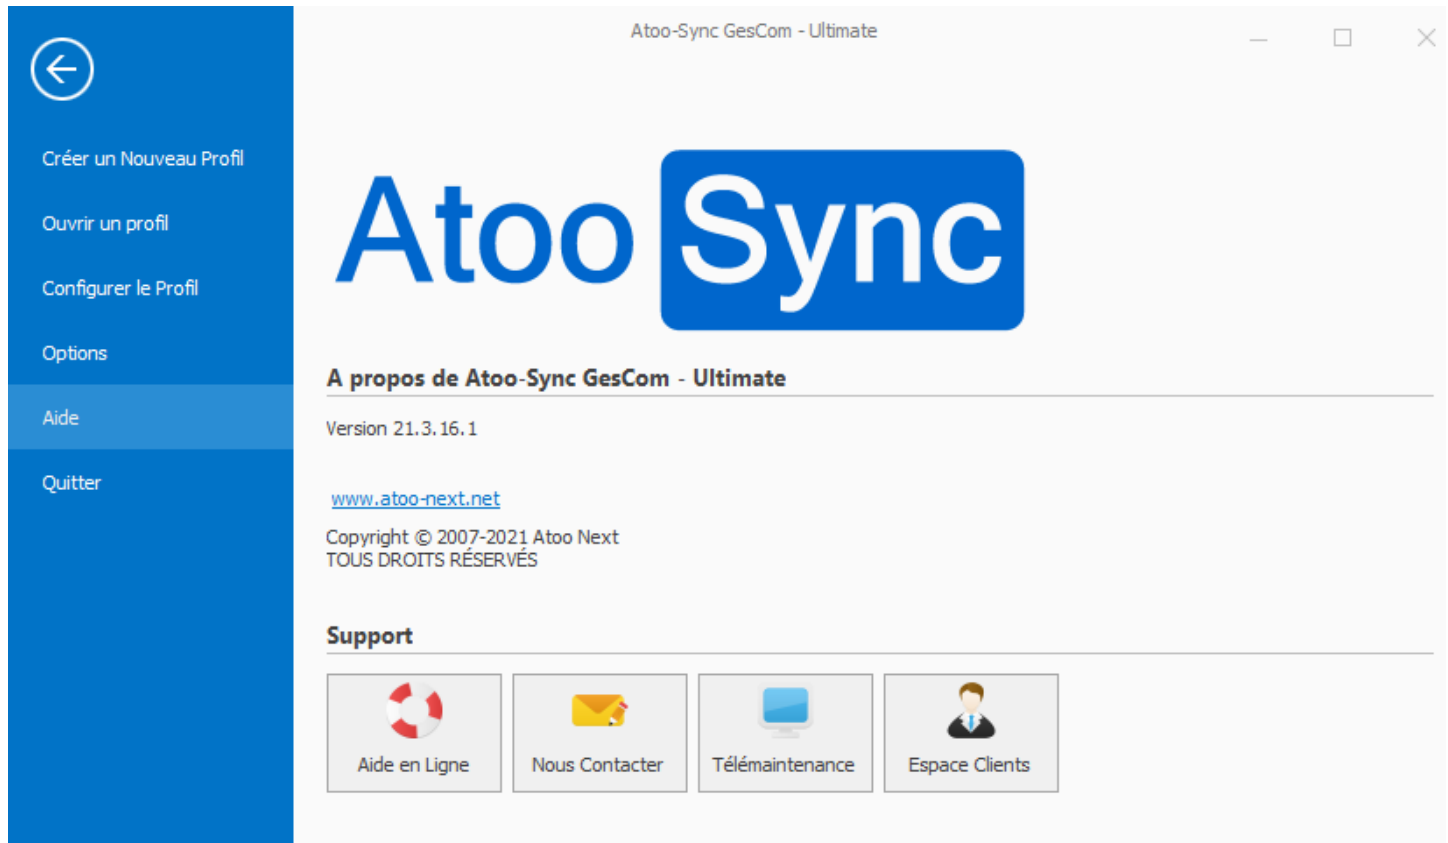 Atoo-Sync GesCom - Ultimate
Créer un Nouveau Profil
Ouvrir un profil
Configurer le Profil
Options
Aide
Quitter
Atoo Sync
A propos de Atoo-Sync GesCom - Ultimate
Version 21.3.16.1
www.atoo-next.net
Copyright © 2007-2021 Atoo Next
TOUS DROITS RÉSERVÉS
Support
Aide en Ligne
Nous Contacter
Télémaintenance
Espace Clients